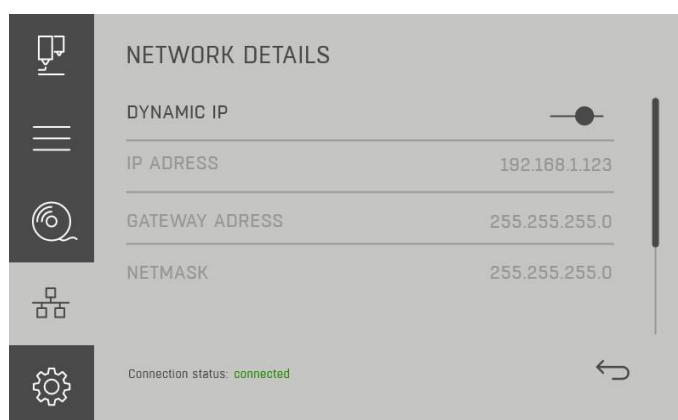 NETWORK DETAILS
DYNAMIC IP
IP ADRESS 192.168.1.123
GATEWAY ADRESS 255.255.255.0
NETMASK 255.255.255.0
Connection status: connected